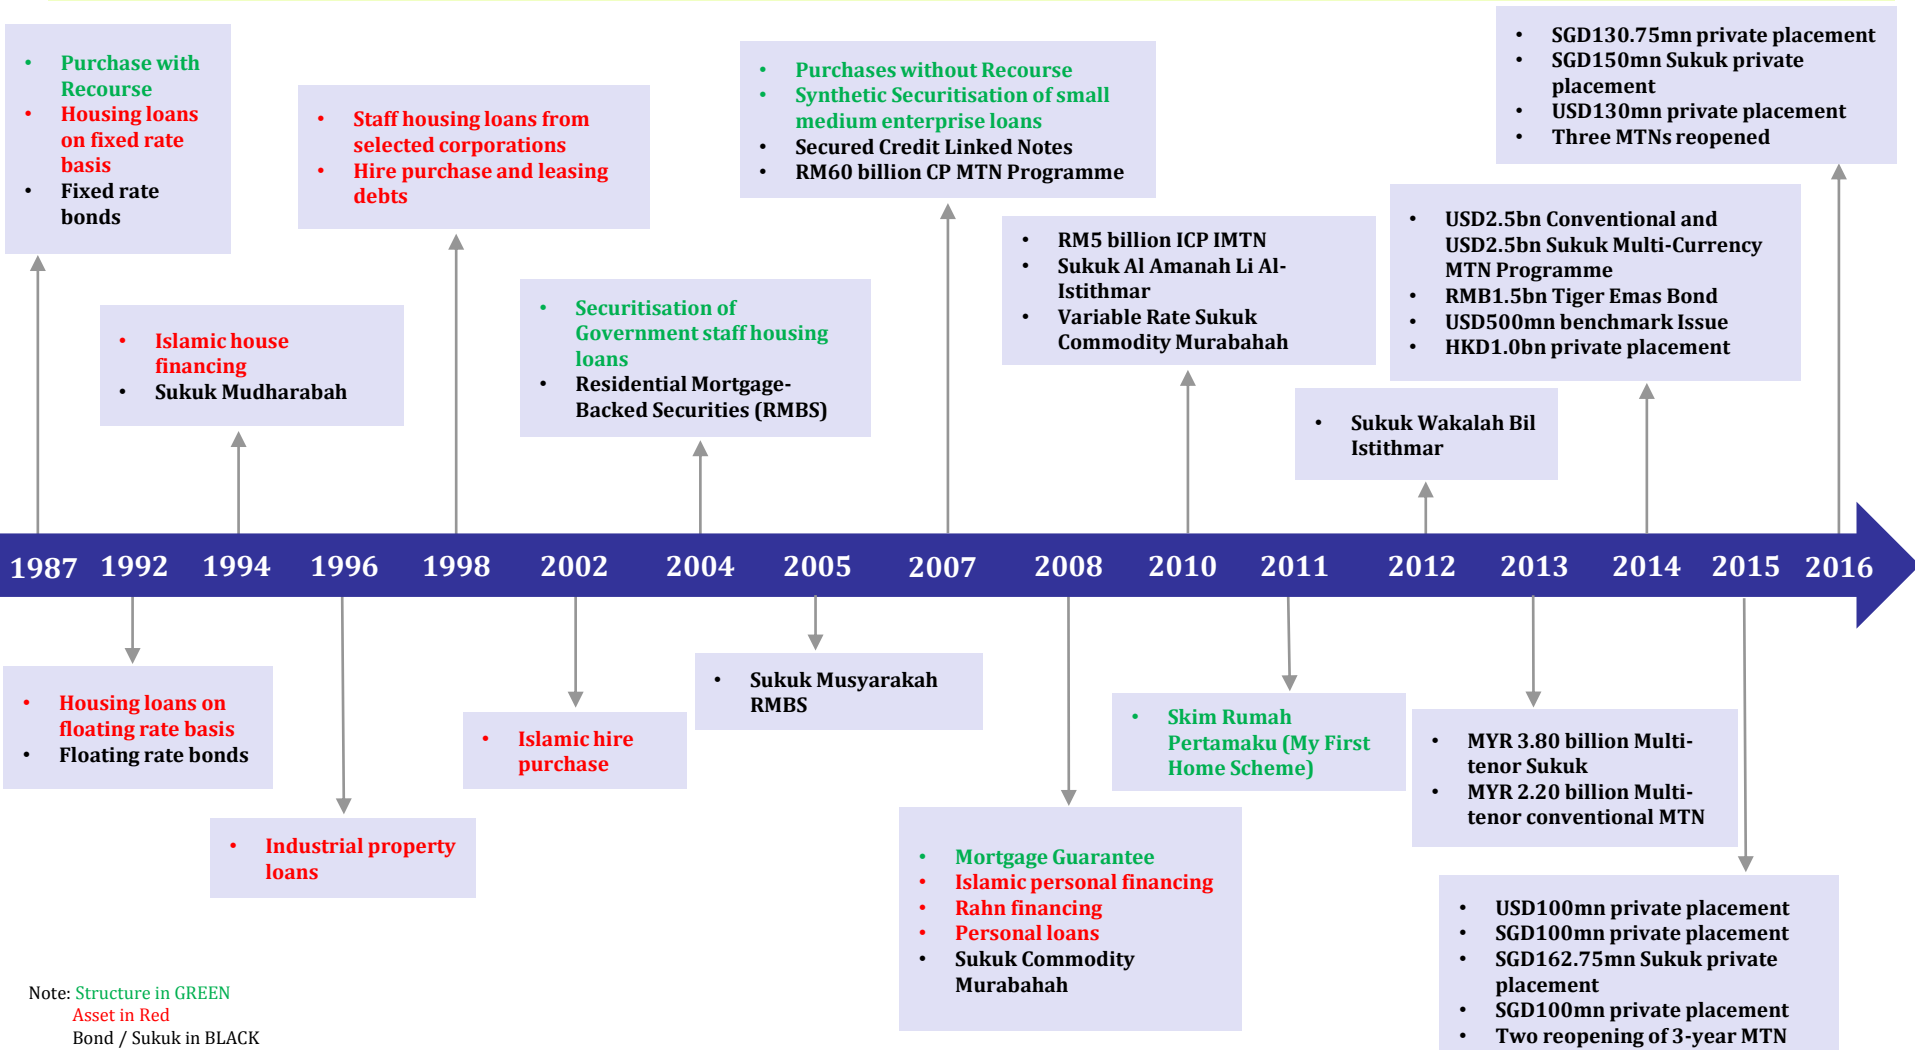 • Purchase with
Recourse
• Housing loans
on fixed rate
basis
• Fixed rate
bonds
• Islamic house
financing
• Sukuk Mudharabah
• Staff housing loans from
selected corporations
• Hire purchase and leasing
debts
• Securitisation of
Government staff housing
loans
• Residential Mortgage-
Backed Securities (RMBS)
• Purchases without Recourse
• Synthetic Securitisation of small
medium enterprise loans
• Secured Credit Linked Notes
• RM60 billion CP MTN Programme
• RM5 billion ICP IMTN
• Sukuk Al Amanah Li Al-
Istithmar
• Variable Rate Sukuk
Commodity Murabahah
• Sukuk Wakalah Bil
Istithmar
• USD2.5bn Conventional and
USD2.5bn Sukuk Multi-Currency
MTN Programme
• RMB1.5bn Tiger Emas Bond
• USD500mn benchmark Issue
• HKD1.0bn private placement
• SGD130.75mn private placement
• SGD150mn Sukuk private
placement
• USD130mn private placement
• Three MTNs reopened
1987 1992 1994 1996 1998 2002 2004 2005 2007 2008 2010 2011 2012 2013 2014 2015 2016
• Housing loans on
floating rate basis
• Floating rate bonds
• Industrial property
loans
• Islamic hire
purchase
• Sukuk Musyarakah
RMBS
• Mortgage Guarantee
• Islamic personal financing
• Rahn financing
• Personal loans
• Sukuk Commodity
Murabahah
• Skim Rumah
Pertamaku (My First
Home Scheme)
• MYR 3.80 billion Multi-
tenor Sukuk
• MYR 2.20 billion Multi-
tenor conventional MTN
• USD100mn private placement
• SGD100mn private placement
• SGD162.75mn Sukuk private
placement
• SGD100mn private placement
• Two reopening of 3-year MTN
Note: Structure in GREEN
Asset in Red
Bond / Sukuk in BLACK